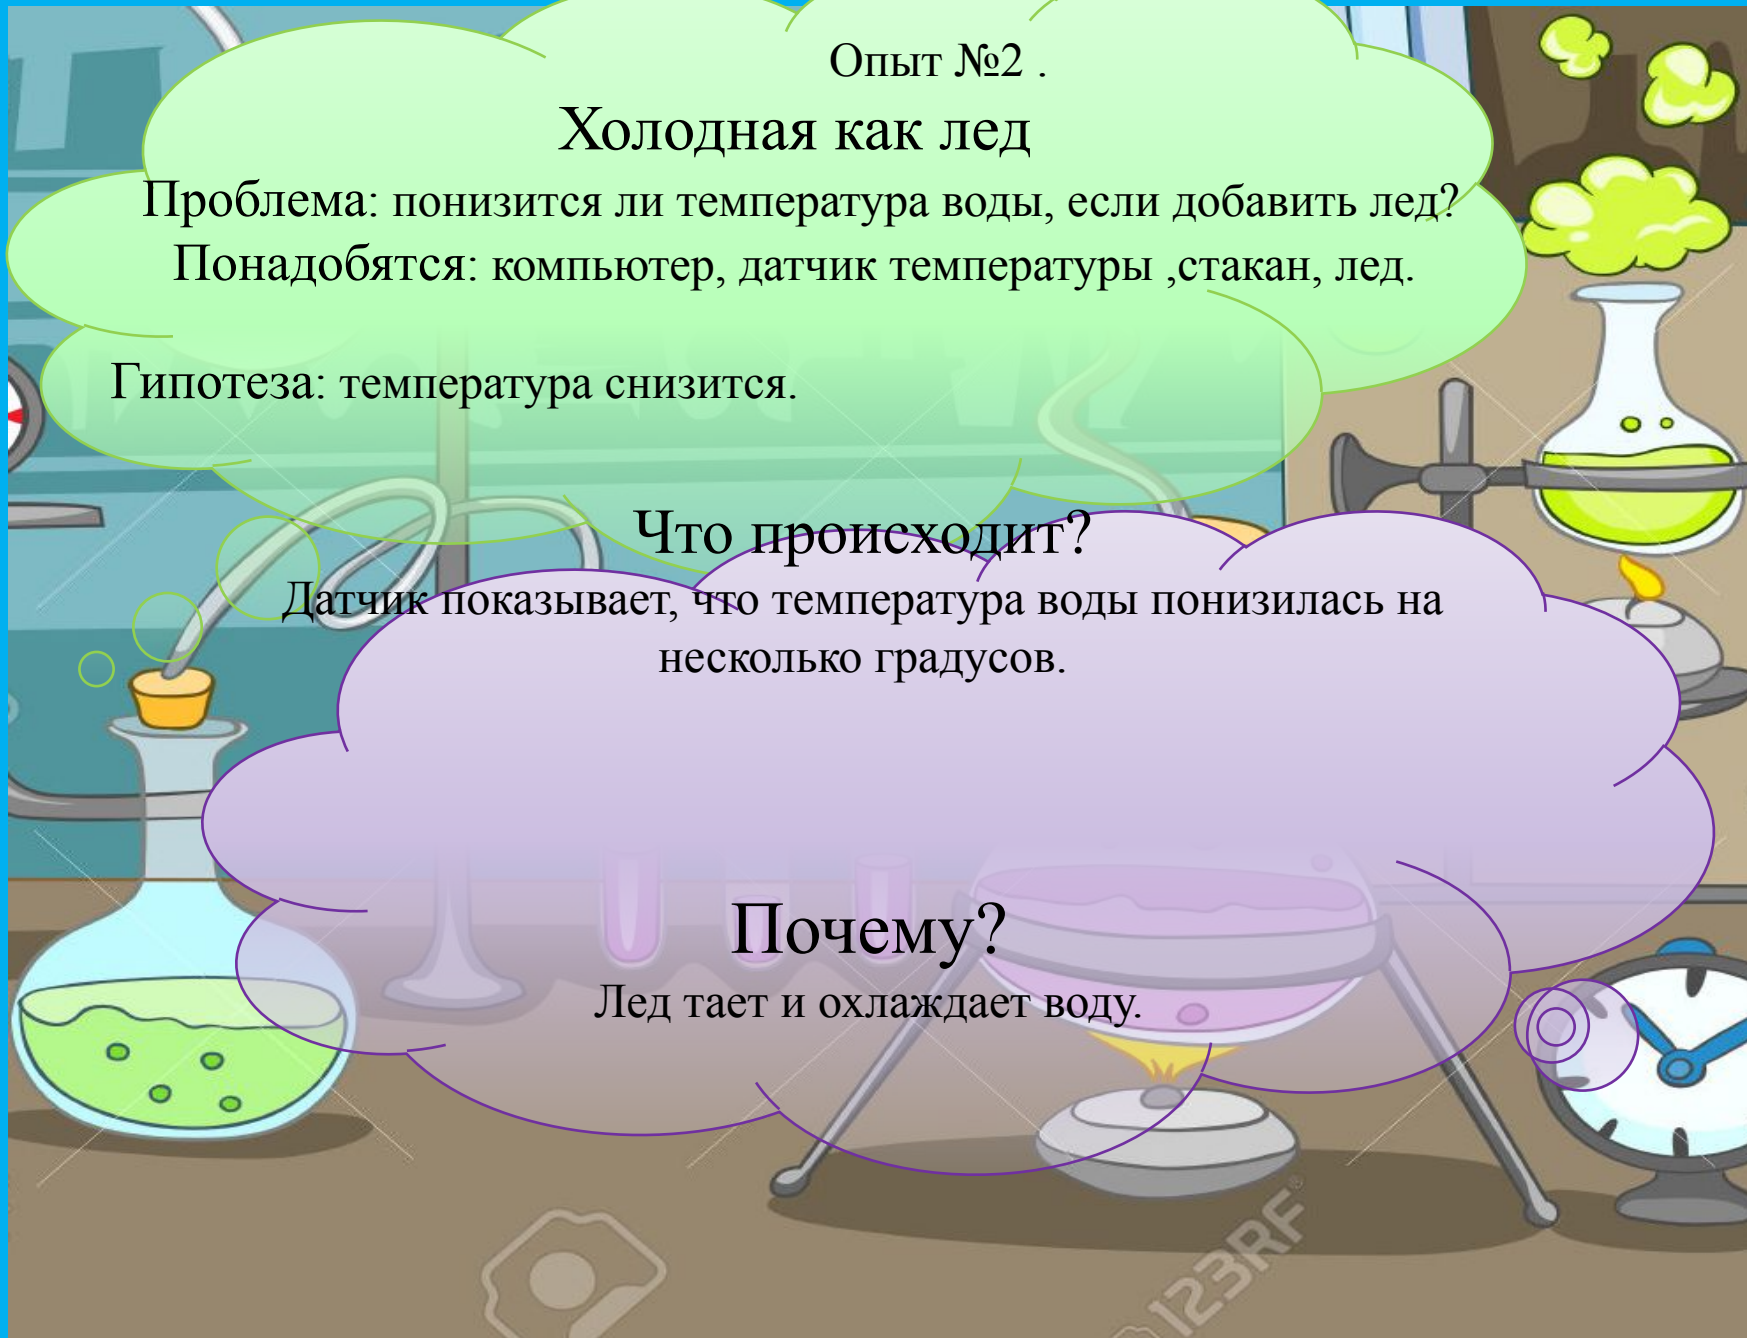 Опыт №2 .
Холодная как лед
Проблема: понизится ли температура воды, если добавить лед?
Понадобятся: компьютер, датчик температуры ,стакан, лед.
Гипотеза: температура снизится.
Что происходит?
Датчик показывает, что температура воды понизилась на
несколько градусов.
Почему?
Лед тает и охлаждает воду.
123RF